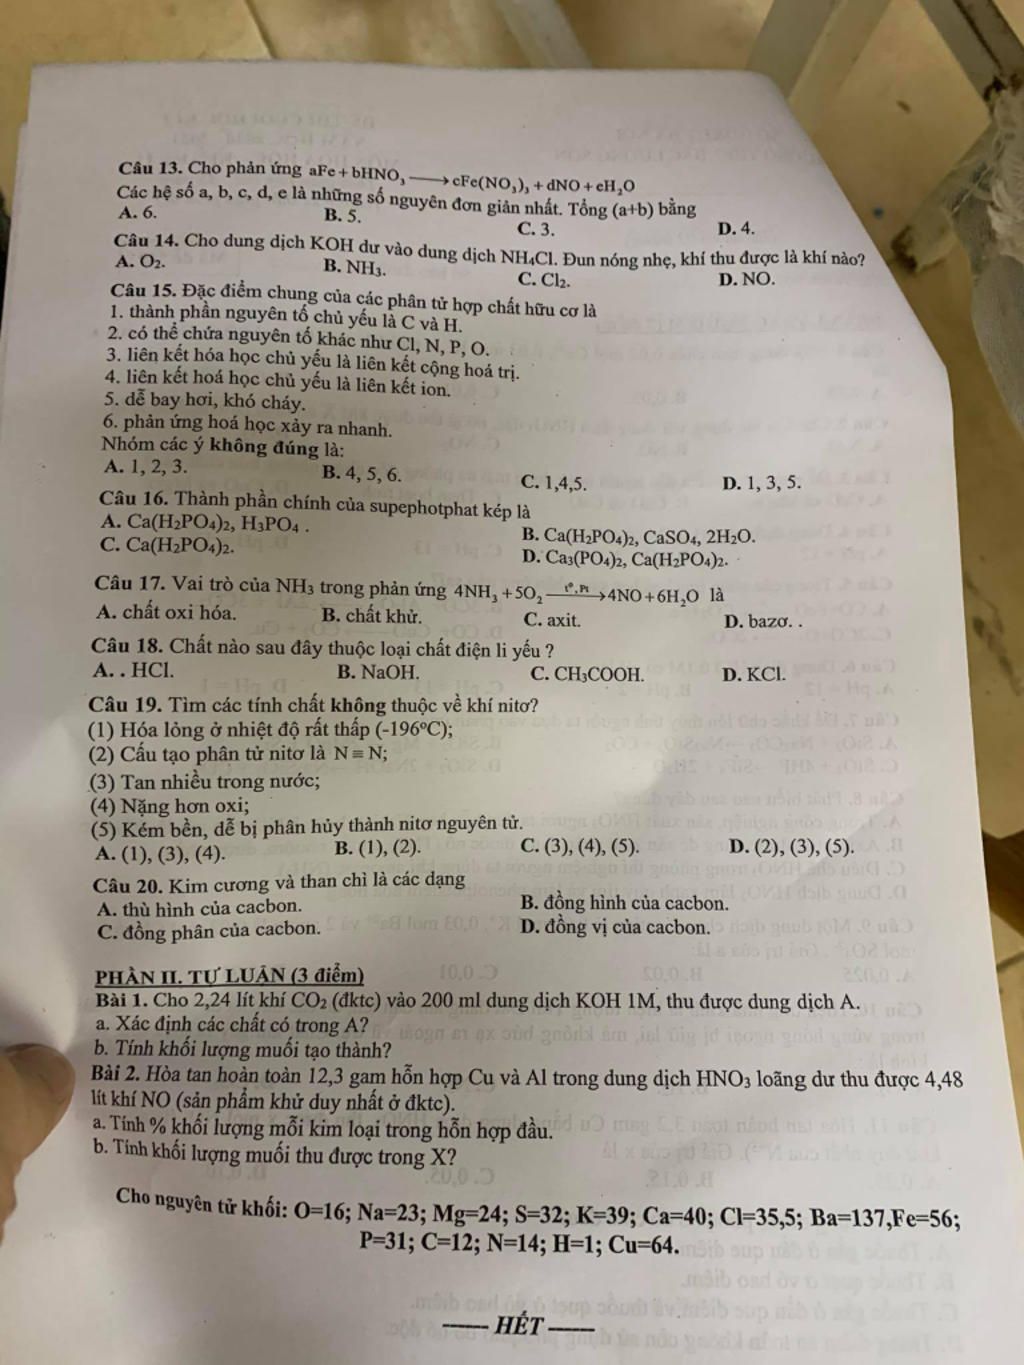 Câu 13. Cho phản ứng aFe + bHNO₃ ⟶ cFe(NO₃)₃ + dNO + eH₂O
Các hệ số a, b, c, d, e là những số nguyên đơn giản nhất. Tổng (a+b) bằng
A. 6. B. 5. C. 3. D. 4.
Câu 14. Cho dung dịch KOH dư vào dung dịch NH₄Cl. Đun nóng nhẹ, khí thu được là khí nào?
A. O₂. B. NH₃. C. Cl₂. D. NO.
Câu 15. Đặc điểm chung của các phân tử hợp chất hữu cơ là
1. thành phần nguyên tố chủ yếu là C và H.
2. có thể chứa nguyên tố khác như Cl, N, P, O.
3. liên kết hóa học chủ yếu là liên kết cộng hoá trị.
4. liên kết hoá học chủ yếu là liên kết ion.
5. dễ bay hơi, khó cháy.
6. phản ứng hoá học xảy ra nhanh.
Nhóm các ý không đúng là:
A. 1, 2, 3. B. 4, 5, 6. C. 1,4,5. D. 1, 3, 5.
Câu 16. Thành phần chính của supephotphat kép là
A. Ca(H₂PO₄)₂, H₃PO₄ . B. Ca(H₂PO₄)₂, CaSO₄, 2H₂O.
C. Ca(H₂PO₄)₂. D. Ca₃(PO₄)₂, Ca(H₂PO₄)₂.
Câu 17. Vai trò của NH₃ trong phản ứng 4NH₃ + 5O₂ —t°, Pt→ 4NO + 6H₂O là
A. chất oxi hóa. B. chất khử. C. axit. D. bazơ. .
Câu 18. Chất nào sau đây thuộc loại chất điện li yếu ?
A. . HCl. B. NaOH. C. CH₃COOH. D. KCl.
Câu 19. Tìm các tính chất không thuộc về khí nitơ?
(1) Hóa lỏng ở nhiệt độ rất thấp (-196ºC);
(2) Cấu tạo phân tử nitơ là N ≡ N;
(3) Tan nhiều trong nước;
(4) Nặng hơn oxi;
(5) Kém bền, dễ bị phân hủy thành nitơ nguyên tử.
A. (1), (3), (4). B. (1), (2). C. (3), (4), (5). D. (2), (3), (5).
Câu 20. Kim cương và than chì là các dạng
A. thù hình của cacbon. B. đồng hình của cacbon.
C. đồng phân của cacbon. D. đồng vị của cacbon.
PHẦN II. TỰ LUẬN (3 điểm)
Bài 1. Cho 2,24 lít khí CO₂ (đktc) vào 200 ml dung dịch KOH 1M, thu được dung dịch A.
a. Xác định các chất có trong A?
b. Tính khối lượng muối tạo thành?
Bài 2. Hòa tan hoàn toàn 12,3 gam hỗn hợp Cu và Al trong dung dịch HNO₃ loãng dư thu được 4,48
lít khí NO (sản phẩm khử duy nhất ở đktc).
a. Tính % khối lượng mỗi kim loại trong hỗn hợp đầu.
b. Tính khối lượng muối thu được trong X?
Cho nguyên tử khối: O=16; Na=23; Mg=24; S=32; K=39; Ca=40; Cl=35,5; Ba=137,Fe=56;
P=31; C=12; N=14; H=1; Cu=64.
------ HẾT ------